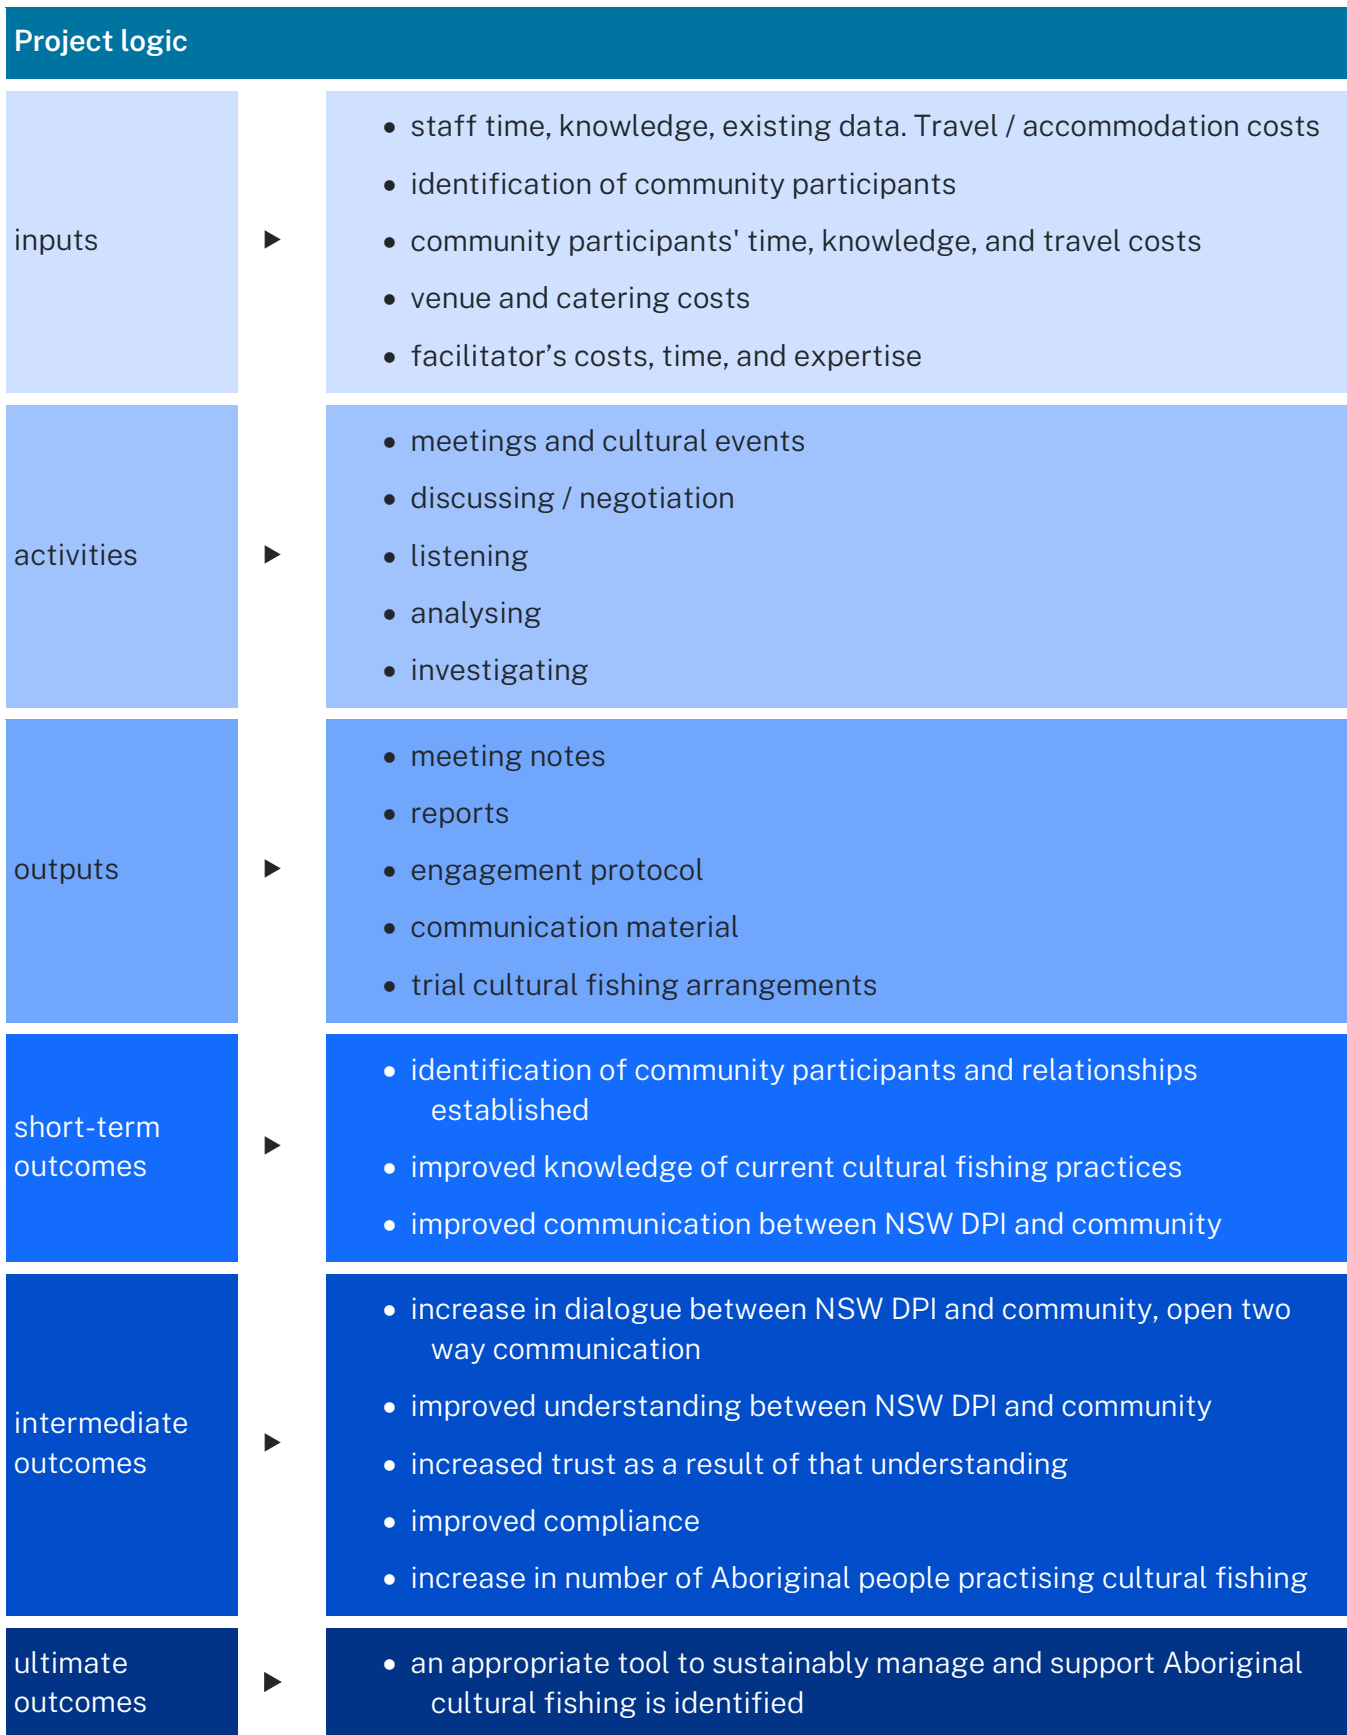 Project logic
inputs
• staff time, knowledge, existing data. Travel / accommodation costs
• identification of community participants
• community participants' time, knowledge, and travel costs
• venue and catering costs
• facilitator’s costs, time, and expertise
activities
• meetings and cultural events
• discussing / negotiation
• listening
• analysing
• investigating
outputs
• meeting notes
• reports
• engagement protocol
• communication material
• trial cultural fishing arrangements
short-term
outcomes
• identification of community participants and relationships
established
• improved knowledge of current cultural fishing practices
• improved communication between NSW DPI and community
intermediate
outcomes
• increase in dialogue between NSW DPI and community, open two
way communication
• improved understanding between NSW DPI and community
• increased trust as a result of that understanding
• improved compliance
• increase in number of Aboriginal people practising cultural fishing
ultimate
outcomes
• an appropriate tool to sustainably manage and support Aboriginal
cultural fishing is identified